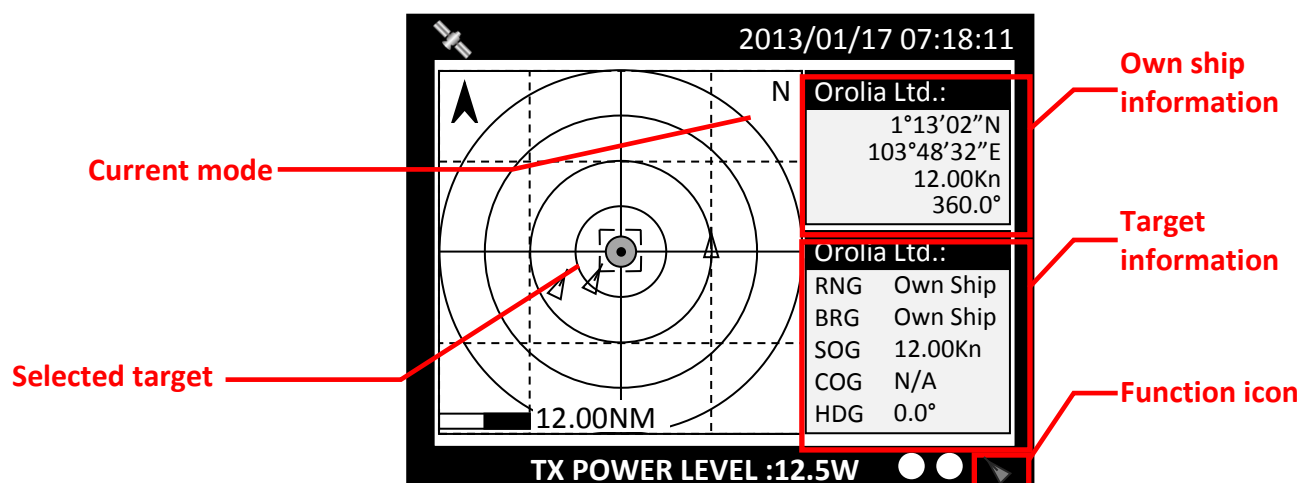 2013/01/17 07:18:11
Own ship
information
N
Orolia Ltd.:
1°13’02”N
103°48’32”E
12.00Kn
360.0°
Current mode
Target
information
Orolia Ltd.:
RNG Own Ship
BRG Own Ship
SOG 12.00Kn
COG N/A
HDG 0.0°
Selected target
Function icon
12.00NM
TX POWER LEVEL :12.5W